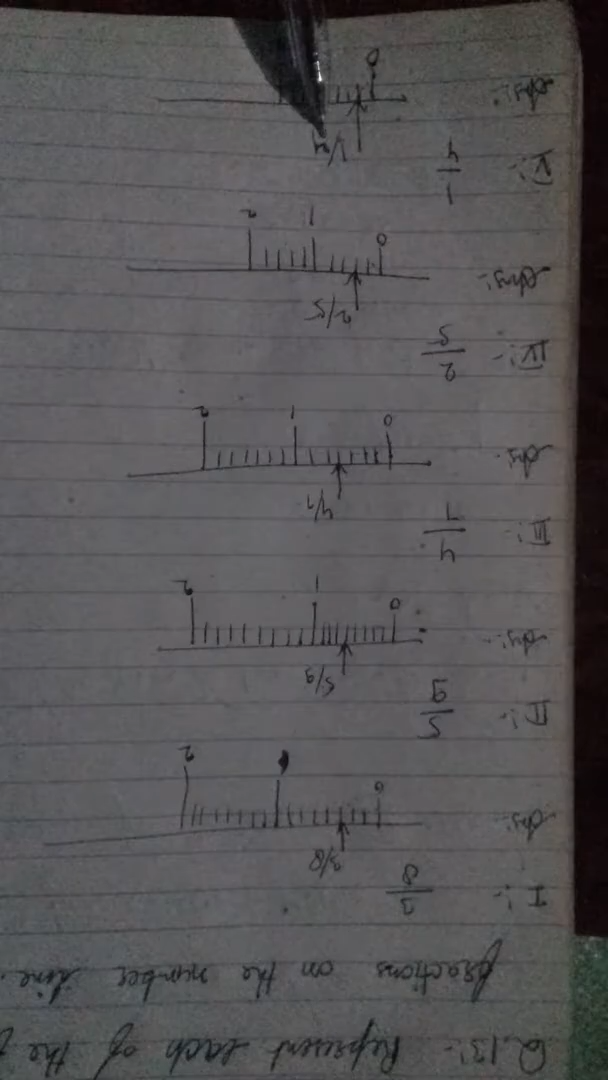 Q.13:- Represent each of the
fractions on the number line.
I:- 3/8
3/8
Ans:-
0 2
II:- 5/9
5/9
Ans:-
0 1 2
III:- 4/7
4/7
Ans:-
0 1 2
IV:- 2/5
2/5
Ans:-
0 1 2
V:- 1/4
1/4
Ans:-
0